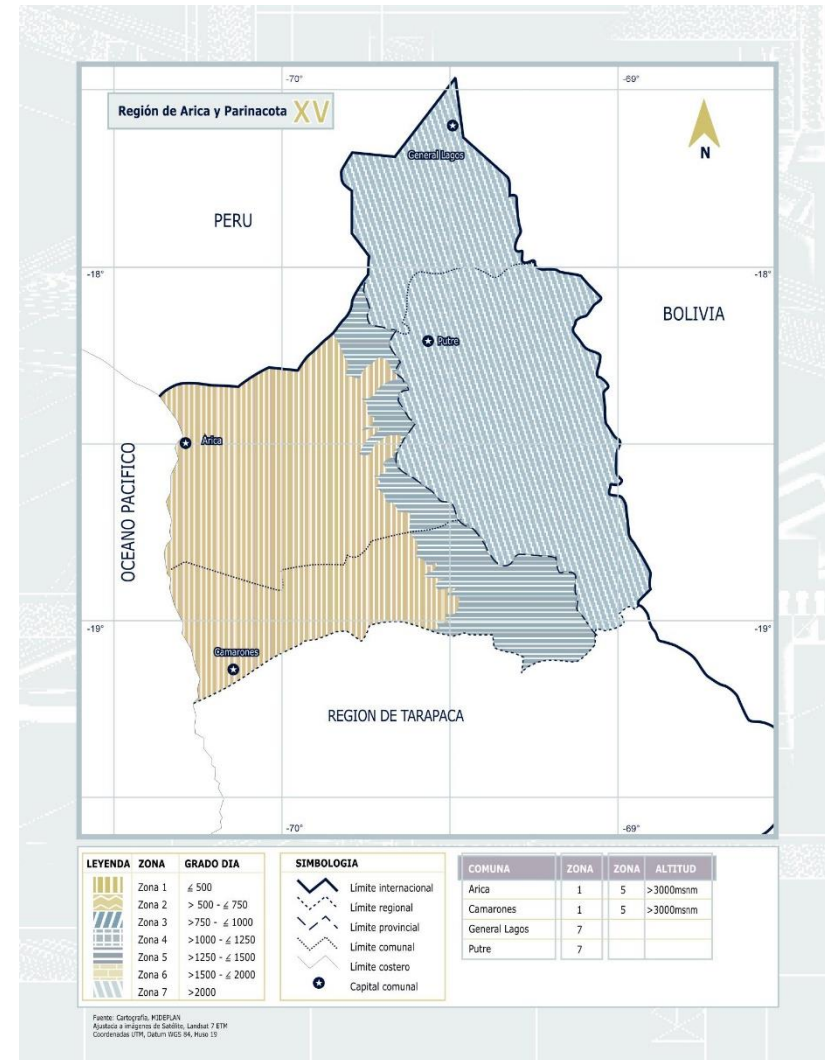 Región de Arica y Parinacota XV
-70°
-69°
N
General Lagos
PERU
-18°
-18°
BOLIVIA
Putre
Arica
OCEANO PACIFICO
-19°
-19°
Camarones
REGION DE TARAPACA
-70°
-69°
LEYENDA ZONA GRADO DIA
Zona 1 ≤ 500
Zona 2 > 500 - ≤ 750
Zona 3 >750 - ≤ 1000
Zona 4 >1000 - ≤ 1250
Zona 5 >1250 - ≤ 1500
Zona 6 >1500 - ≤ 2000
Zona 7 >2000
SIMBOLOGIA
Límite internacional
Límite regional
Límite provincial
Límite comunal
Límite costero
Capital comunal
COMUNA ZONA ZONA ALTITUD
Arica 1 5 >3000msnm
Camarones 1 5 >3000msnm
General Lagos 7
Putre 7
Fuente: Cartografía, MIDEPLAN
Ajustada a imágenes de Satélite, Landsat 7 ETM
Coordenadas UTM, Datum WGS 84, Huso 19